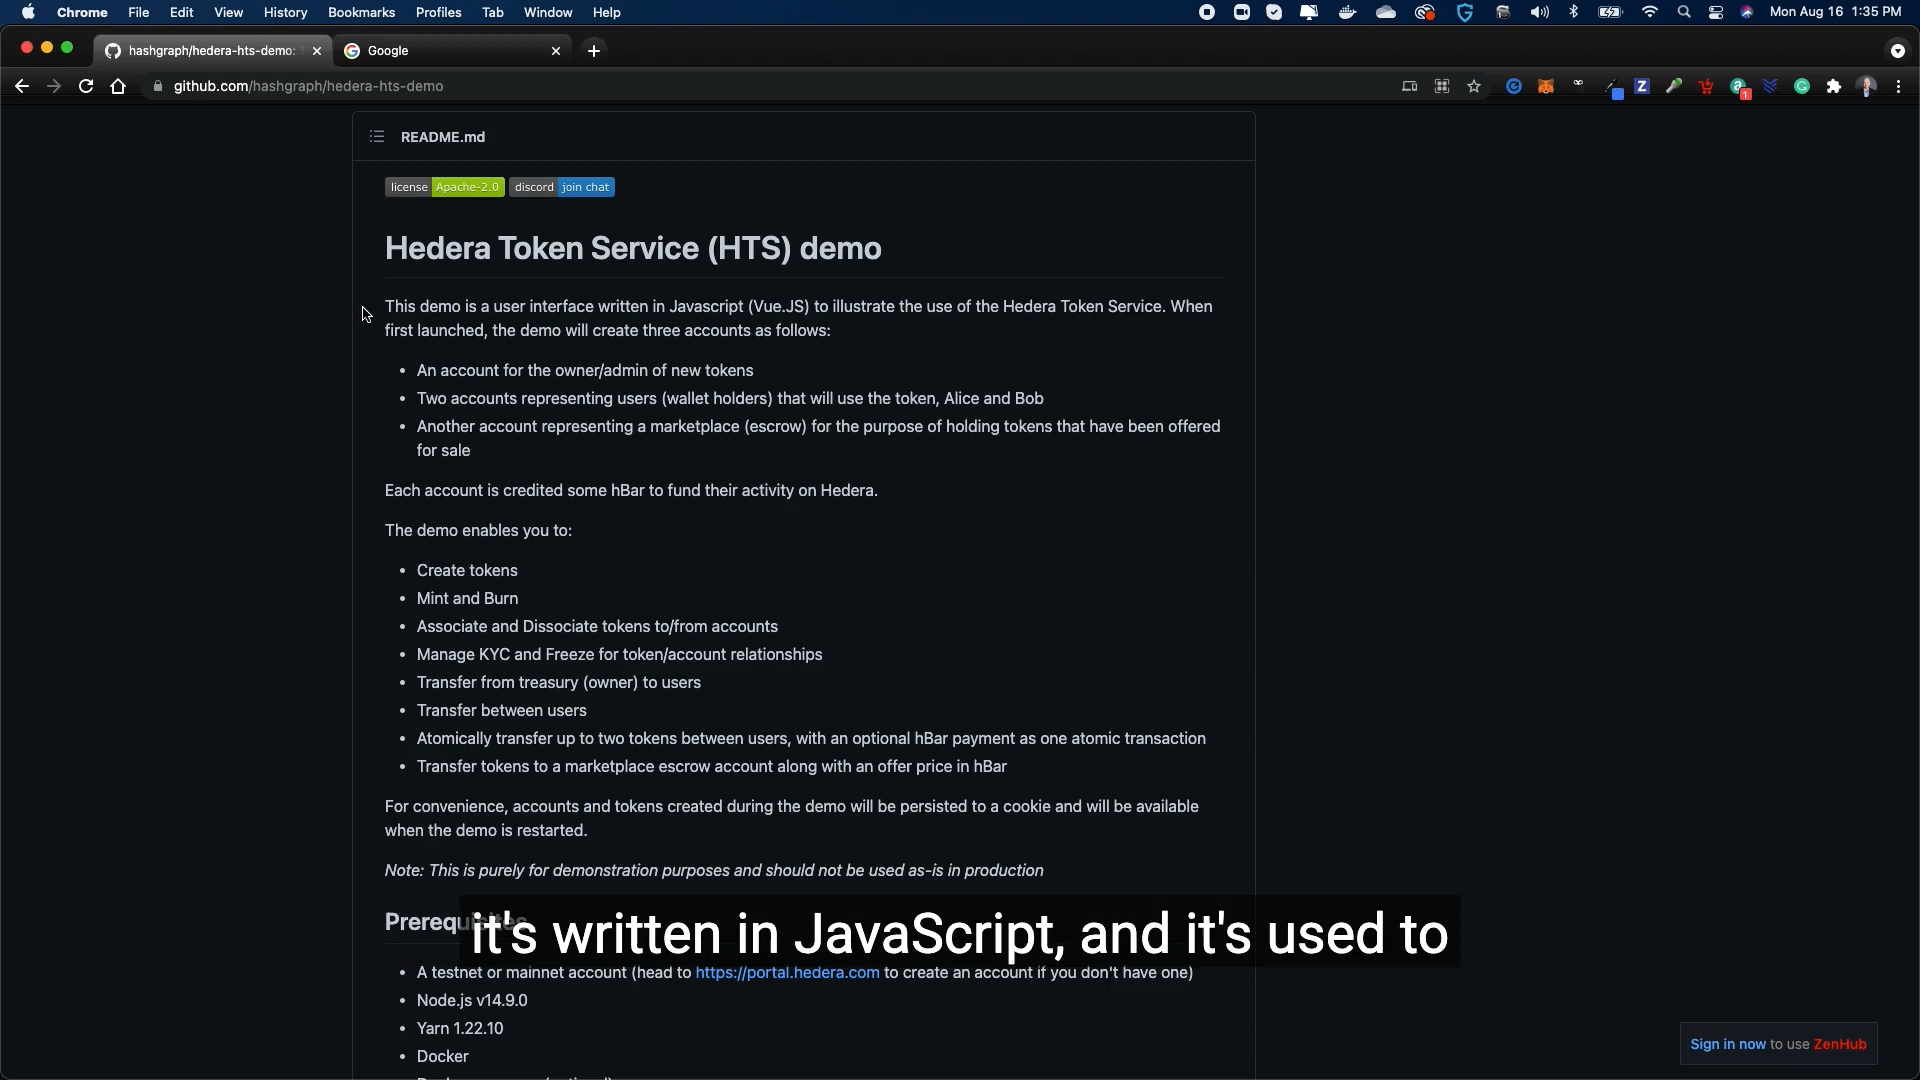 Chrome File Edit View History Bookmarks Profiles Tab Window Help Mon Aug 16 1:35 PM
hashgraph/hedera-hts-demo: Google
github.com/hashgraph/hedera-hts-demo
README.md
license Apache-2.0 discord join chat
Hedera Token Service (HTS) demo
This demo is a user interface written in Javascript (Vue.JS) to illustrate the use of the Hedera Token Service. When
first launched, the demo will create three accounts as follows:
• An account for the owner/admin of new tokens
• Two accounts representing users (wallet holders) that will use the token, Alice and Bob
• Another account representing a marketplace (escrow) for the purpose of holding tokens that have been offered
for sale
Each account is credited some hBar to fund their activity on Hedera.
The demo enables you to:
• Create tokens
• Mint and Burn
• Associate and Dissociate tokens to/from accounts
• Manage KYC and Freeze for token/account relationships
• Transfer from treasury (owner) to users
• Transfer between users
• Atomically transfer up to two tokens between users, with an optional hBar payment as one atomic transaction
• Transfer tokens to a marketplace escrow account along with an offer price in hBar
For convenience, accounts and tokens created during the demo will be persisted to a cookie and will be available
when the demo is restarted.
Note: This is purely for demonstration purposes and should not be used as-is in production
Prerequisites
it's written in JavaScript, and it's used to
• A testnet or mainnet account (head to https://portal.hedera.com to create an account if you don't have one)
• Node.js v14.9.0
• Yarn 1.22.10
• Docker
Sign in now to use ZenHub